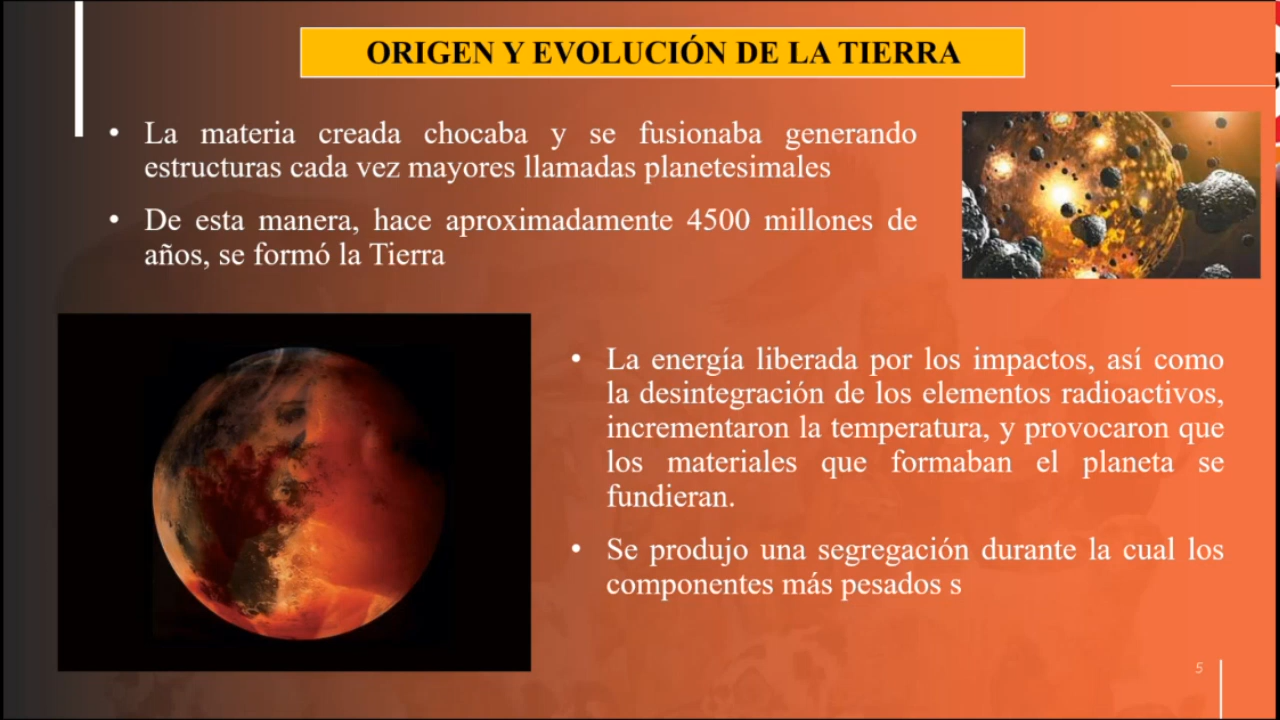 ORIGEN Y EVOLUCIÓN DE LA TIERRA
• La materia creada chocaba y se fusionaba generando
estructuras cada vez mayores llamadas planetesimales
• De esta manera, hace aproximadamente 4500 millones de
años, se formó la Tierra
• La energía liberada por los impactos, así como
la desintegración de los elementos radioactivos,
incrementaron la temperatura, y provocaron que
los materiales que formaban el planeta se
fundieran.
• Se produjo una segregación durante la cual los
componentes más pesados s
5